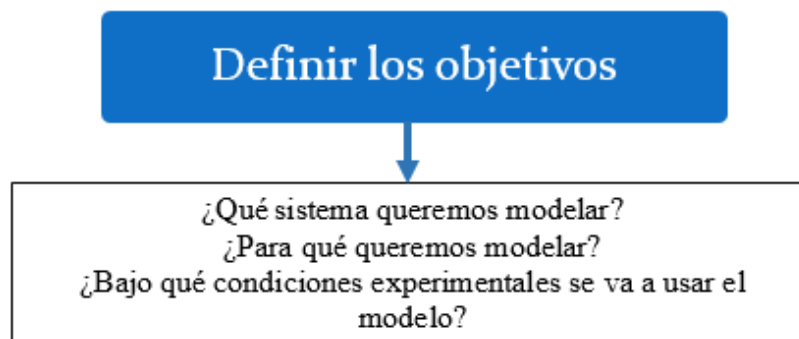 Definir los objetivos
¿Qué sistema queremos modelar?
¿Para qué queremos modelar?
¿Bajo qué condiciones experimentales se va a usar el
modelo?